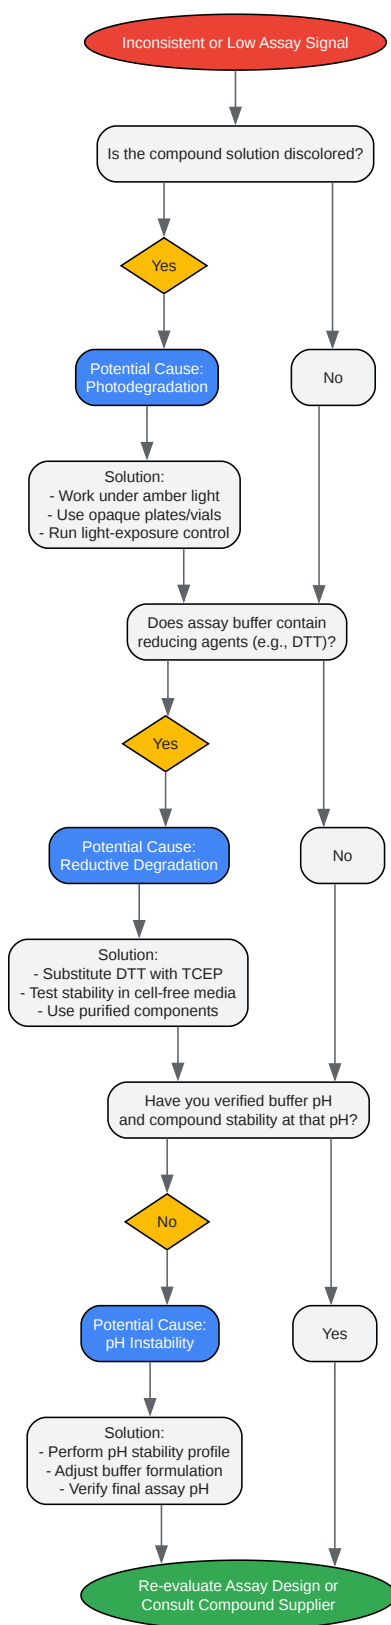 Inconsistent or Low Assay Signal
Is the compound solution discolored?
Yes
Potential Cause:
Photodegradation
No
Solution:
- Work under amber light
- Use opaque plates/vials
- Run light-exposure control
Does assay buffer contain
reducing agents (e.g., DTT)?
Yes
Potential Cause:
Reductive Degradation
No
Solution:
- Substitute DTT with TCEP
- Test stability in cell-free media
- Use purified components
Have you verified buffer pH
and compound stability at that pH?
No
Potential Cause:
pH Instability
Yes
Solution:
- Perform pH stability profile
- Adjust buffer formulation
- Verify final assay pH
Re-evaluate Assay Design or
Consult Compound Supplier